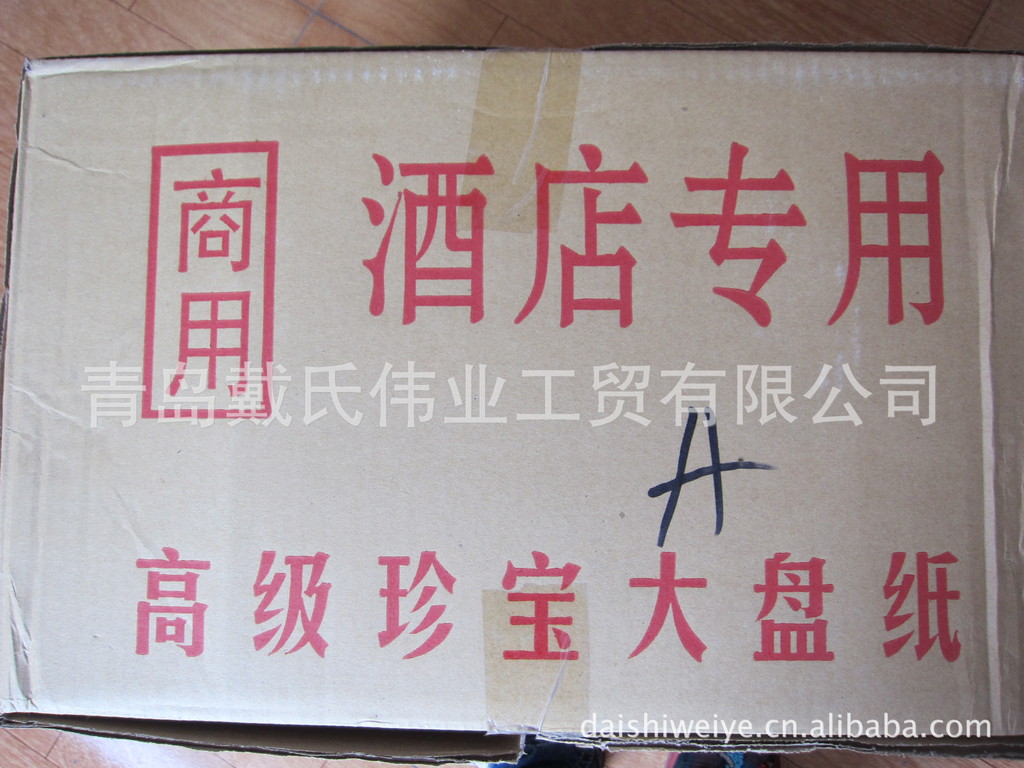 商用
酒店专用
青岛戴氏伟业工贸有限公司
A
高级珍宝大盘纸
daishiweiye.cn.alibaba.com